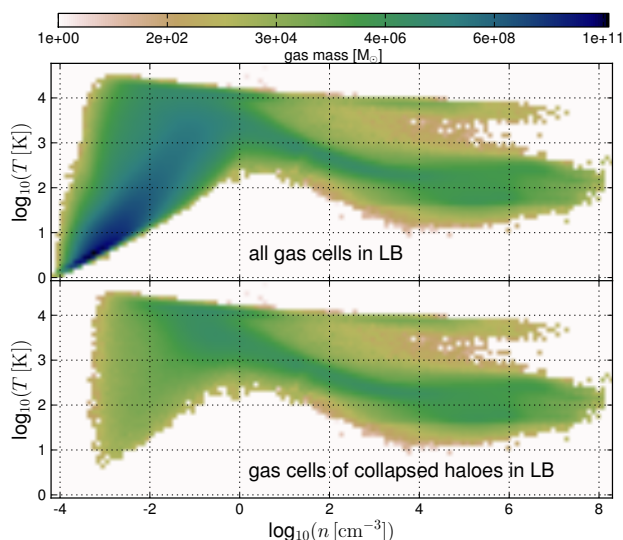 1e+00 2e+02 3e+04 4e+06 6e+08 1e+11
gas mass [M⊙]
4
3
2
1
0
log10(T [K])
all gas cells in LB
4
3
2
1
0
log10(T [K])
gas cells of collapsed haloes in LB
-4 -2 0 2 4 6 8
log10(n [cm−3])